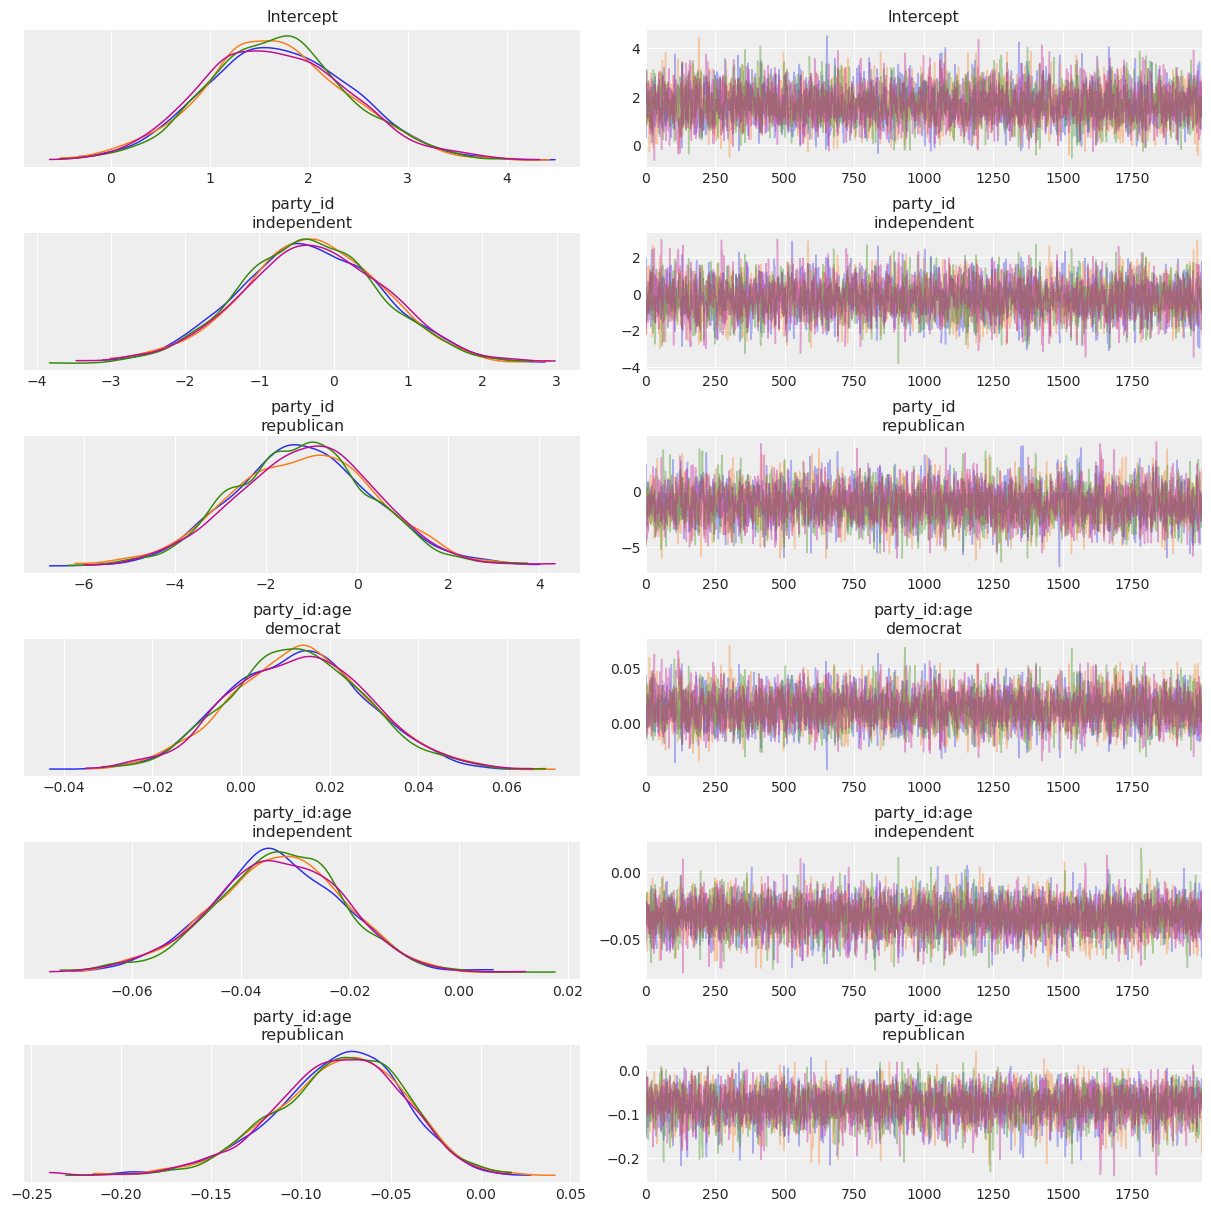 Intercept
0 1 2 3 4
Intercept
4
2
0
0 250 500 750 1000 1250 1500 1750
party_id
independent
−4 −3 −2 −1 0 1 2 3
party_id
independent
2
0
−2
−4
0 250 500 750 1000 1250 1500 1750
party_id
republican
−6 −4 −2 0 2 4
party_id
republican
0
−5
0 250 500 750 1000 1250 1500 1750
party_id:age
democrat
−0.04 −0.02 0.00 0.02 0.04 0.06
party_id:age
democrat
0.05
0.00
0 250 500 750 1000 1250 1500 1750
party_id:age
independent
−0.06 −0.04 −0.02 0.00 0.02
party_id:age
independent
0.00
−0.05
0 250 500 750 1000 1250 1500 1750
party_id:age
republican
−0.25 −0.20 −0.15 −0.10 −0.05 0.00 0.05
party_id:age
republican
0.0
−0.1
−0.2
0 250 500 750 1000 1250 1500 1750